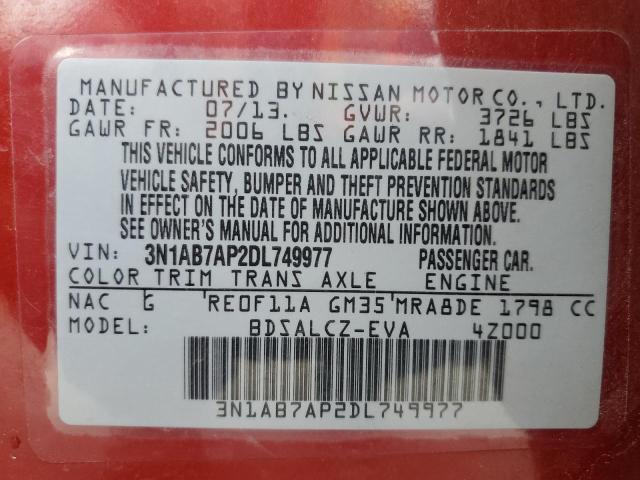 MANUFACTURED BY NISSAN MOTOR CO., LTD.
DATE: 07/13. GVWR: 3726 LBS
GAWR FR: 2006 LBS GAWR RR: 1841 LBS
THIS VEHICLE CONFORMS TO ALL APPLICABLE FEDERAL MOTOR
VEHICLE SAFETY, BUMPER AND THEFT PREVENTION STANDARDS
IN EFFECT ON THE DATE OF MANUFACTURE SHOWN ABOVE.
SEE OWNER'S MANUAL FOR ADDITIONAL INFORMATION.
VIN: 3N1AB7AP2DL749977 PASSENGER CAR.
COLOR TRIM TRANS AXLE ENGINE
NAC G RE0F11A GM35 MRA8DE 1798 CC
MODEL: BDSALCZ-EVA 4Z000
3N1AB7AP2DL749977